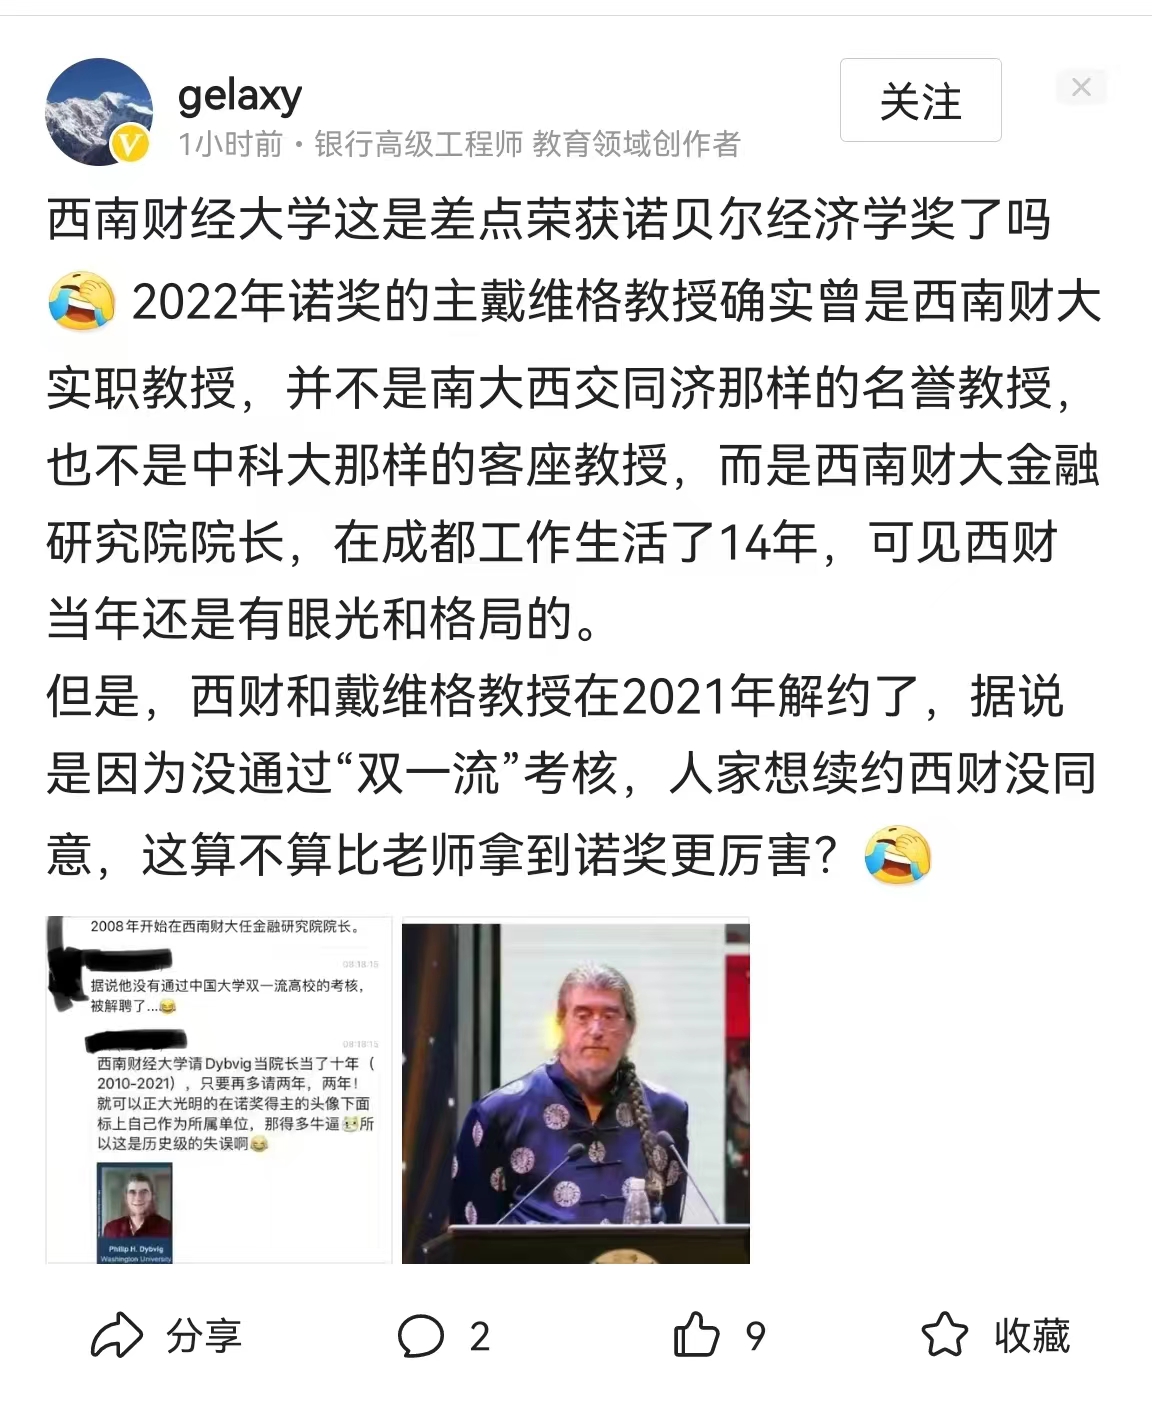 gelaxy
关注
1小时前・银行高级工程师 教育领域创作者
西南财经大学这是差点荣获诺贝尔经济学奖了吗
2022年诺奖的主戴维格教授确实曾是西南财大
实职教授，并不是南大西交同济那样的名誉教授，
也不是中科大那样的客座教授，而是西南财大金融
研究院院长，在成都工作生活了14年，可见西财
当年还是有眼光和格局的。
但是，西财和戴维格教授在2021年解约了，据说
是因为没通过“双一流”考核，人家想续约西财没同
意，这算不算比老师拿到诺奖更厉害？
2008年开始在西南财大任金融研究院院长。
08:18:15
据说他没有通过中国大学双一流高校的考核，
被解聘了...
08:18:15
西南财经大学请Dybvig当院长当了十年（
2010-2021），只要再多请两年，两年！
就可以正大光明的在诺奖得主的头像下面
标上自己作为所属单位，那得多牛逼所
以这是历史级的失误啊
Philip H. Dybvig
Washington University
分享
2
9
收藏